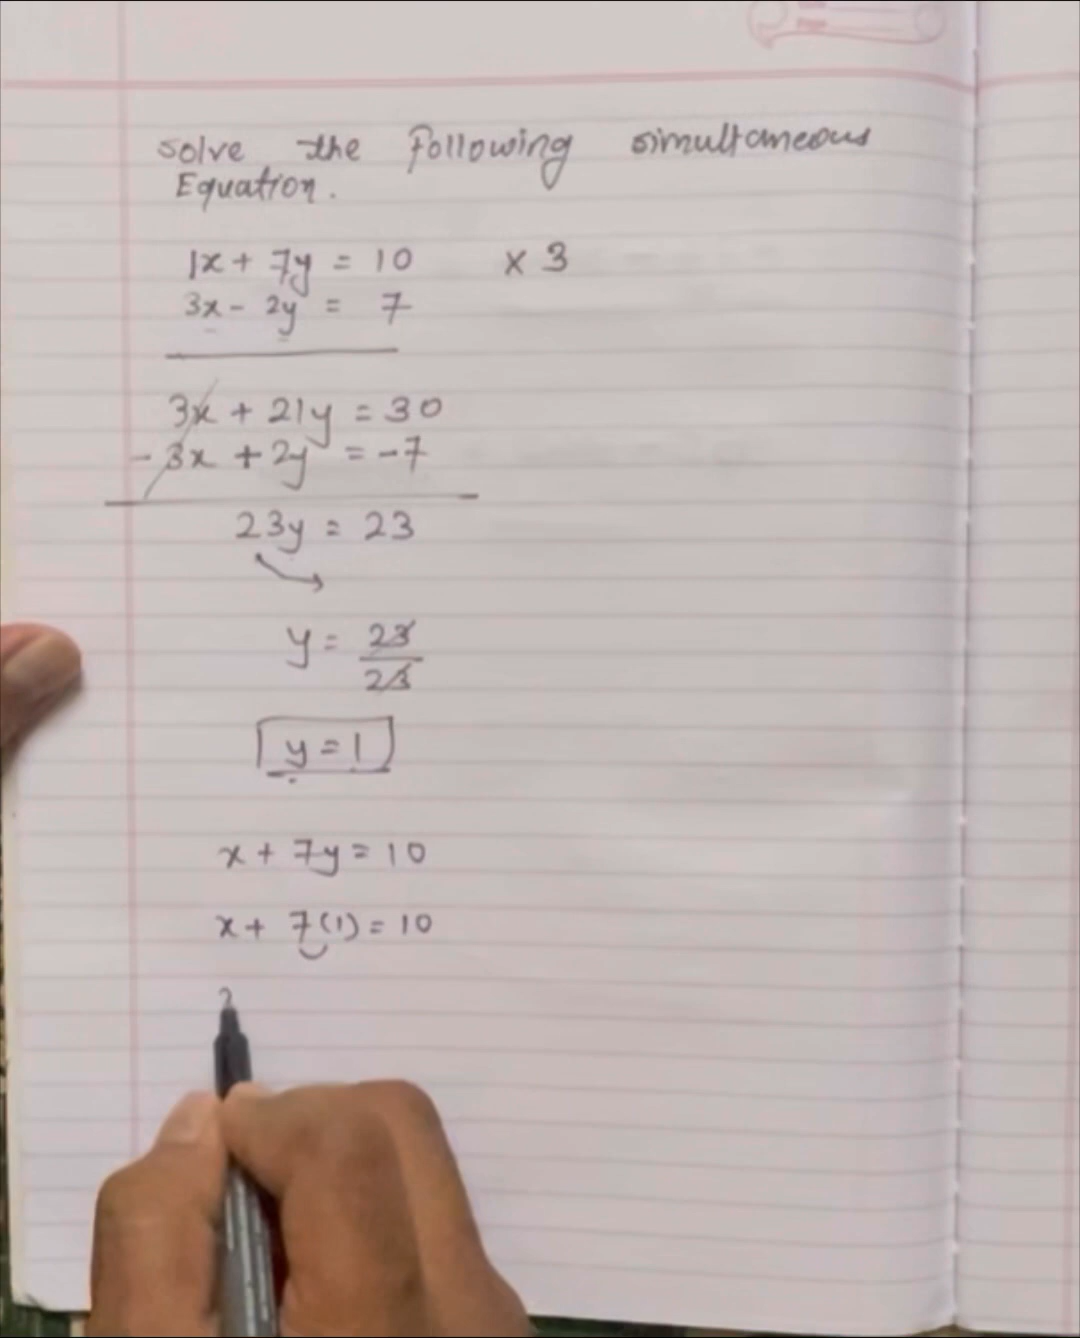 Solve the following simultaneous
Equation.
1x + 7y = 10 × 3
3x - 2y = 7
3x + 21y = 30
- 3x + 2y = -7
23y = 23
y = 23/23
y = 1
x + 7y = 10
x + 7(1) = 10